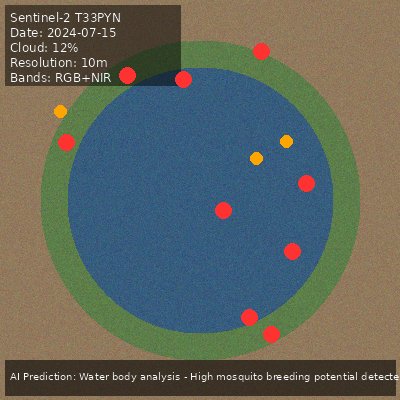 Sentinel-2 T33PYN
Date: 2024-07-15
Cloud: 12%
Resolution: 10m
Bands: RGB+NIR
AI Prediction: Water body analysis - High mosquito breeding potential detecte